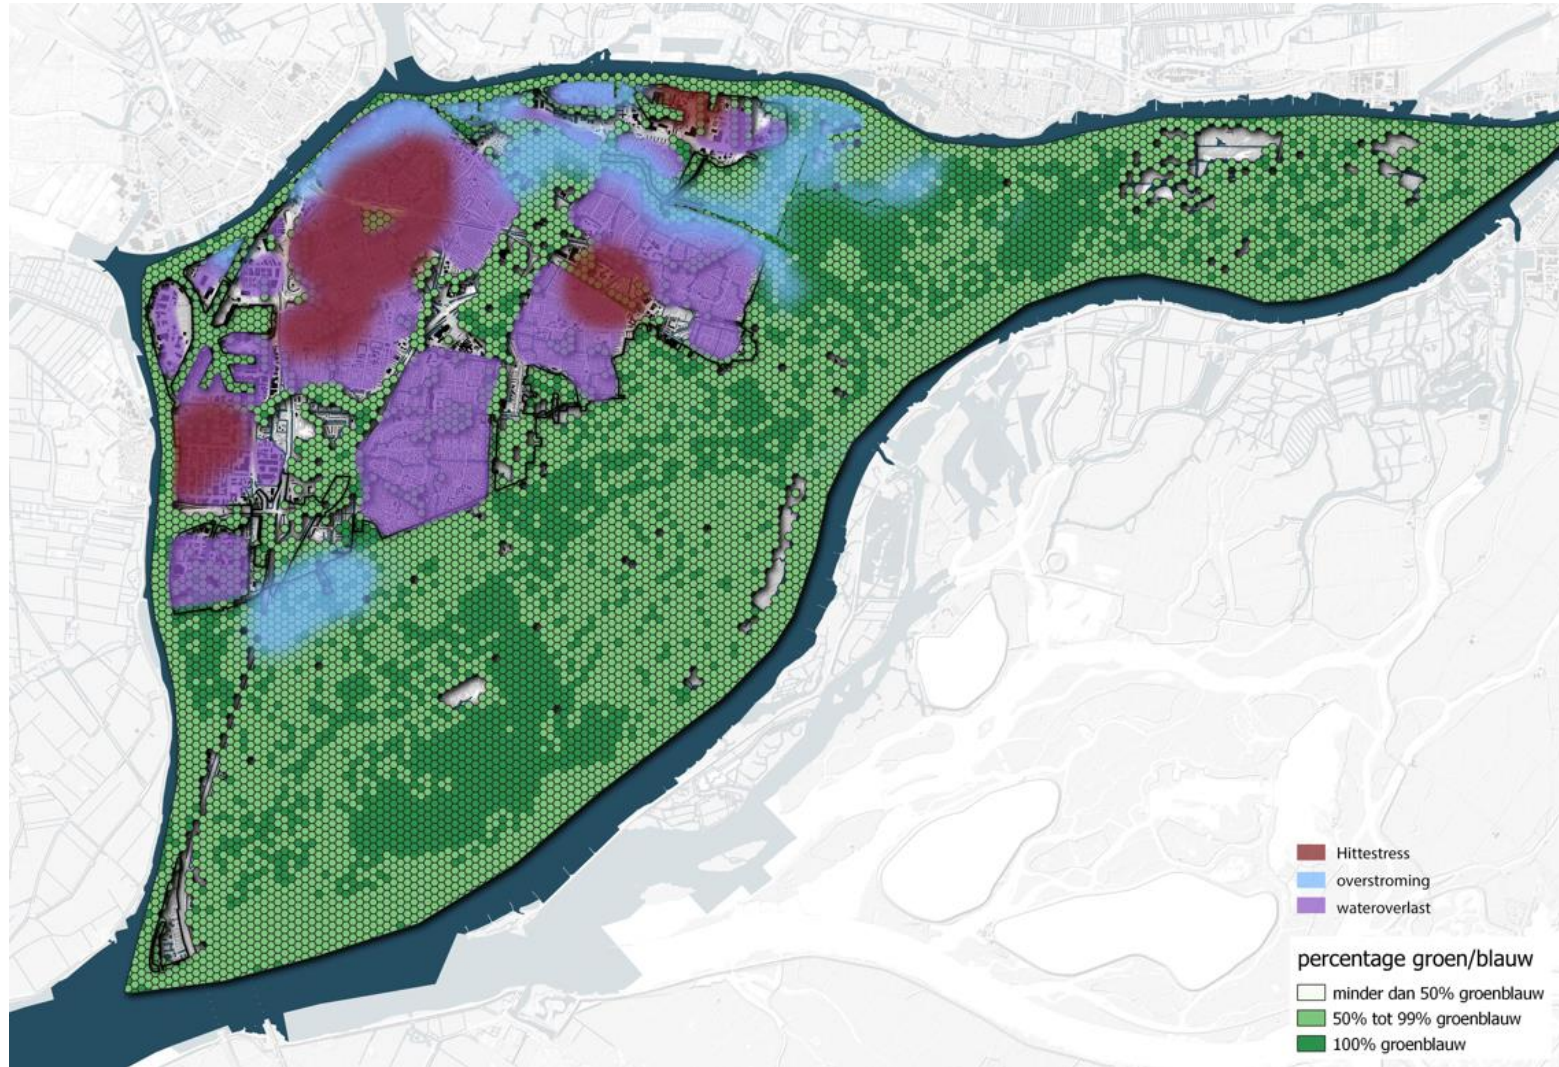 Hittestress
overstroming
wateroverlast
percentage groen/blauw
minder dan 50% groenblauw
50% tot 99% groenblauw
100% groenblauw